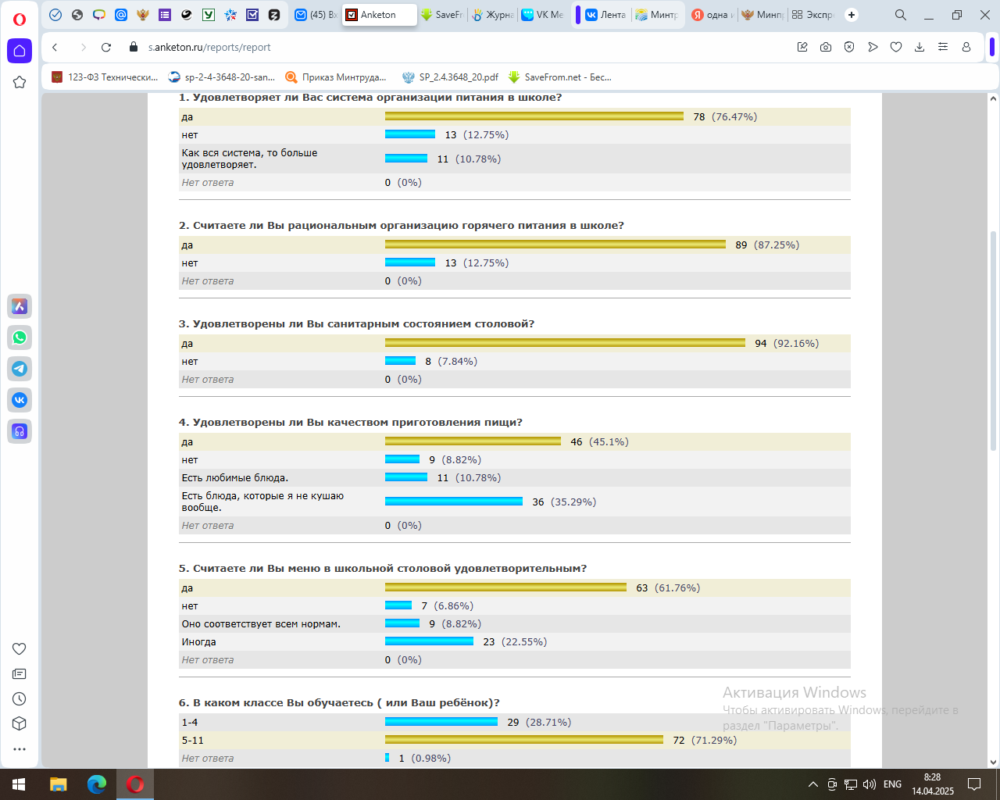 (45) Вх
Anketon
SaveFr
Журна
VK Ме
Лента
Минтр
одна и
Минпр
Экспр
s.anketon.ru/reports/report
123-ФЗ Технически...
sp-2-4-3648-20-san...
Приказ Минтруда...
SP_2.4.3648_20.pdf
SaveFrom.net - Бес...
1. Удовлетворяет ли Вас система организации питания в школе?
да 78 (76.47%)
нет 13 (12.75%)
Как вся система, то больше
удовлетворяет. 11 (10.78%)
Нет ответа 0 (0%)
2. Считаете ли Вы рациональным организацию горячего питания в школе?
да 89 (87.25%)
нет 13 (12.75%)
Нет ответа 0 (0%)
3. Удовлетворены ли Вы санитарным состоянием столовой?
да 94 (92.16%)
нет 8 (7.84%)
Нет ответа 0 (0%)
4. Удовлетворены ли Вы качеством приготовления пищи?
да 46 (45.1%)
нет 9 (8.82%)
Есть любимые блюда. 11 (10.78%)
Есть блюда, которые я не кушаю
вообще. 36 (35.29%)
Нет ответа 0 (0%)
5. Считаете ли Вы меню в школьной столовой удовлетворительным?
да 63 (61.76%)
нет 7 (6.86%)
Оно соответствует всем нормам. 9 (8.82%)
Иногда 23 (22.55%)
Нет ответа 0 (0%)
6. В каком классе Вы обучаетесь ( или Ваш ребёнок)?
1-4 29 (28.71%)
5-11 72 (71.29%)
Нет ответа 1 (0.98%)
Активация Windows
Чтобы активировать Windows, перейдите в
раздел "Параметры".
ENG
8:28
14.04.2025